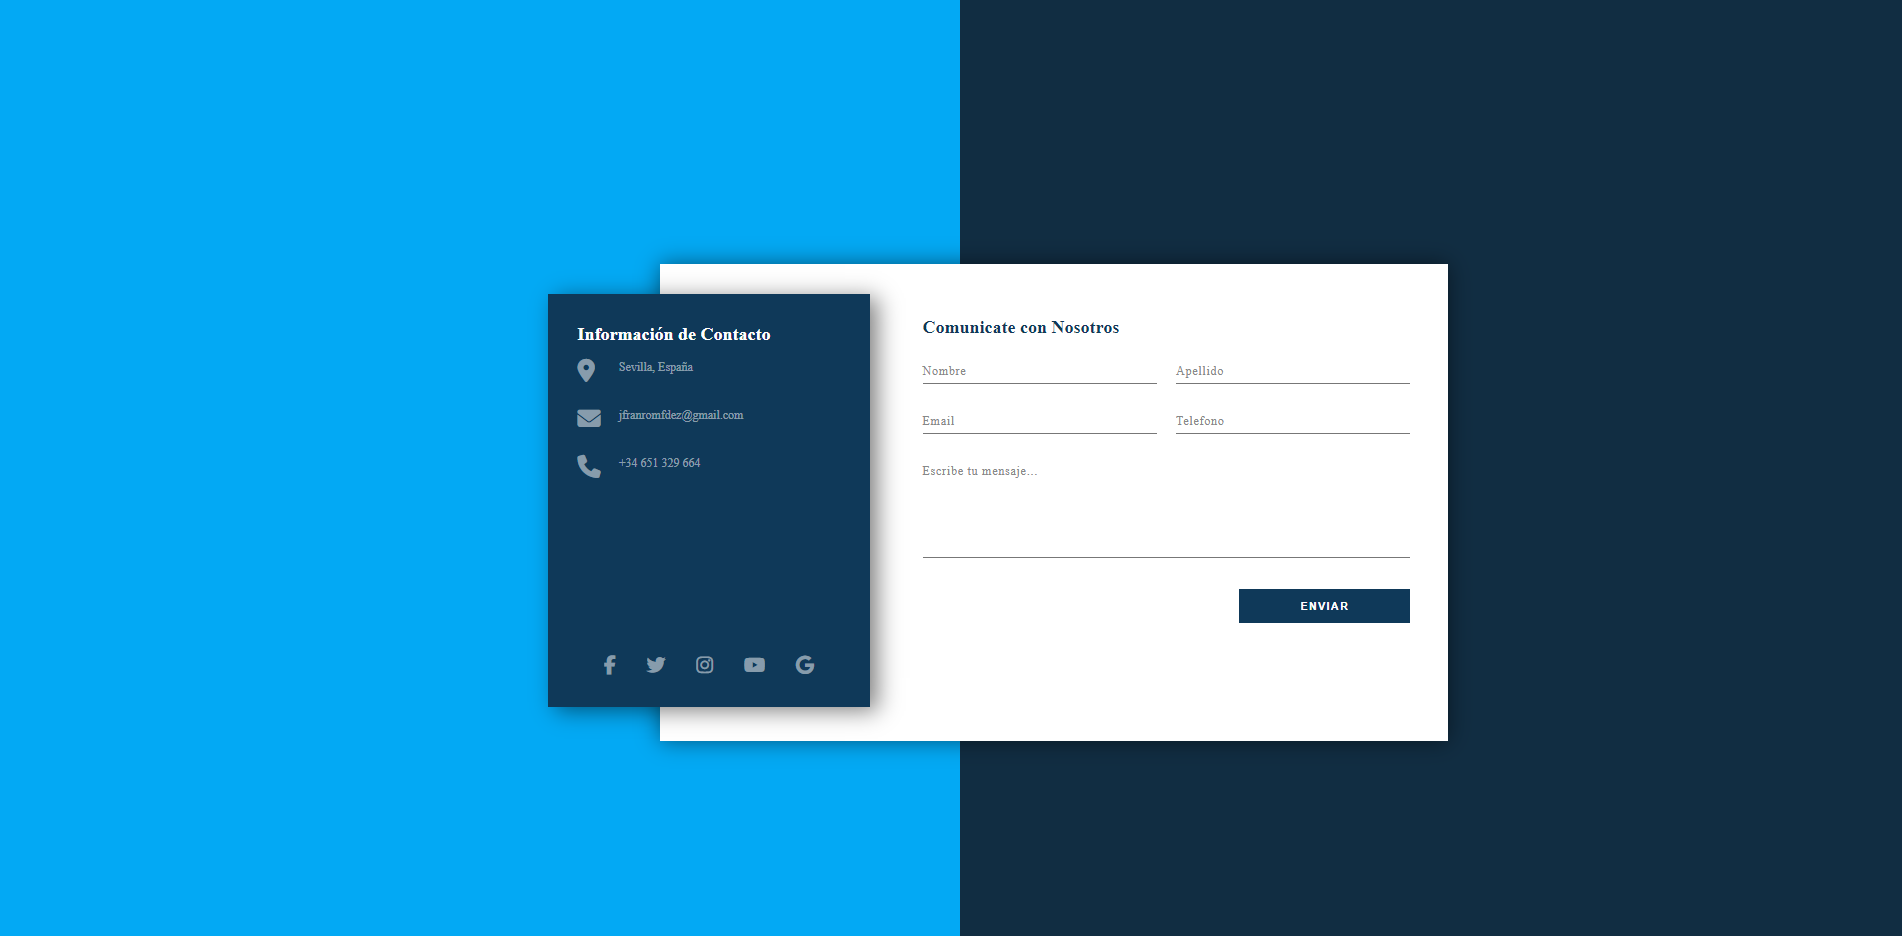 Información de Contacto
Sevilla, España
jfranromfdez@gmail.com
+34 651 329 664
Comunicate con Nosotros
Nombre
Apellido
Email
Telefono
Escribe tu mensaje...
ENVIAR